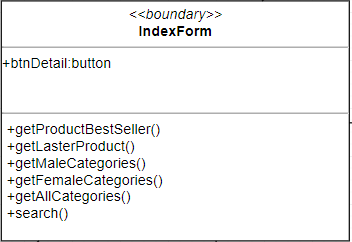 <<boundary>>
IndexForm
+btnDetail:button
+getProductBestSeller()
+getLasterProduct()
+getMaleCategories()
+getFemaleCategories()
+getAllCategories()
+search()